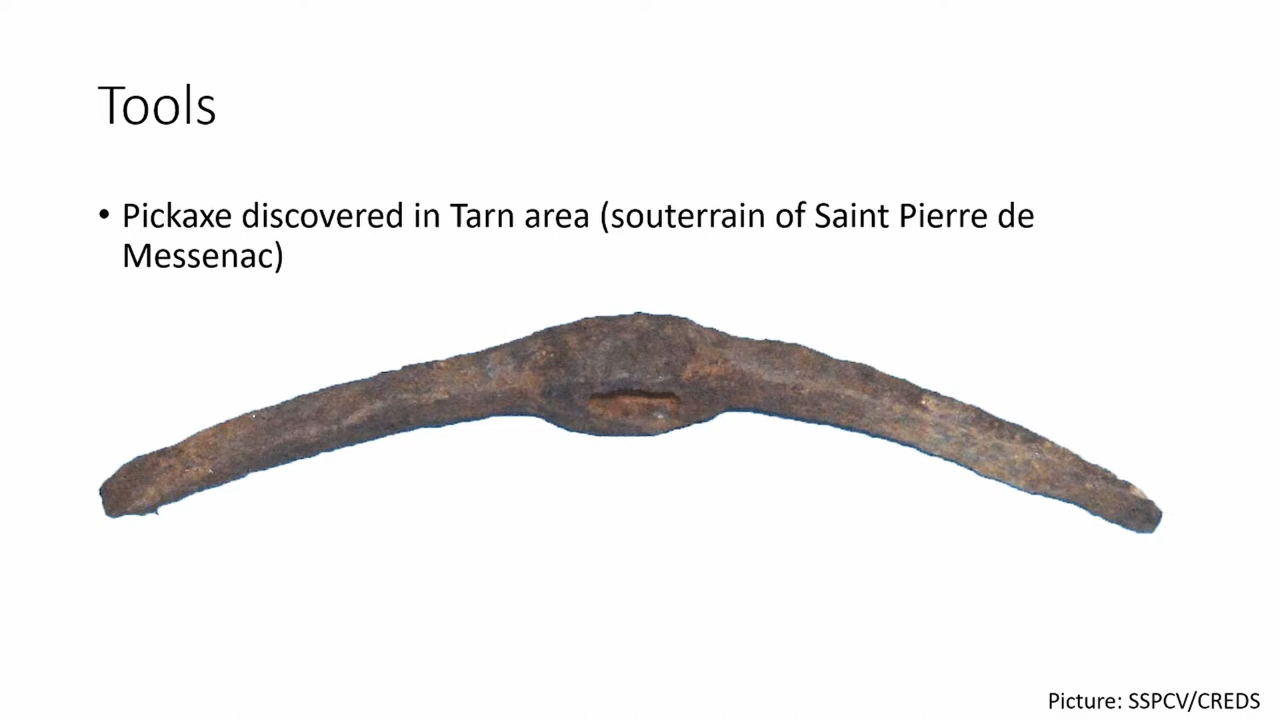 Tools
• Pickaxe discovered in Tarn area (souterrain of Saint Pierre de
Messenac)
Picture: SSPCV/CREDS